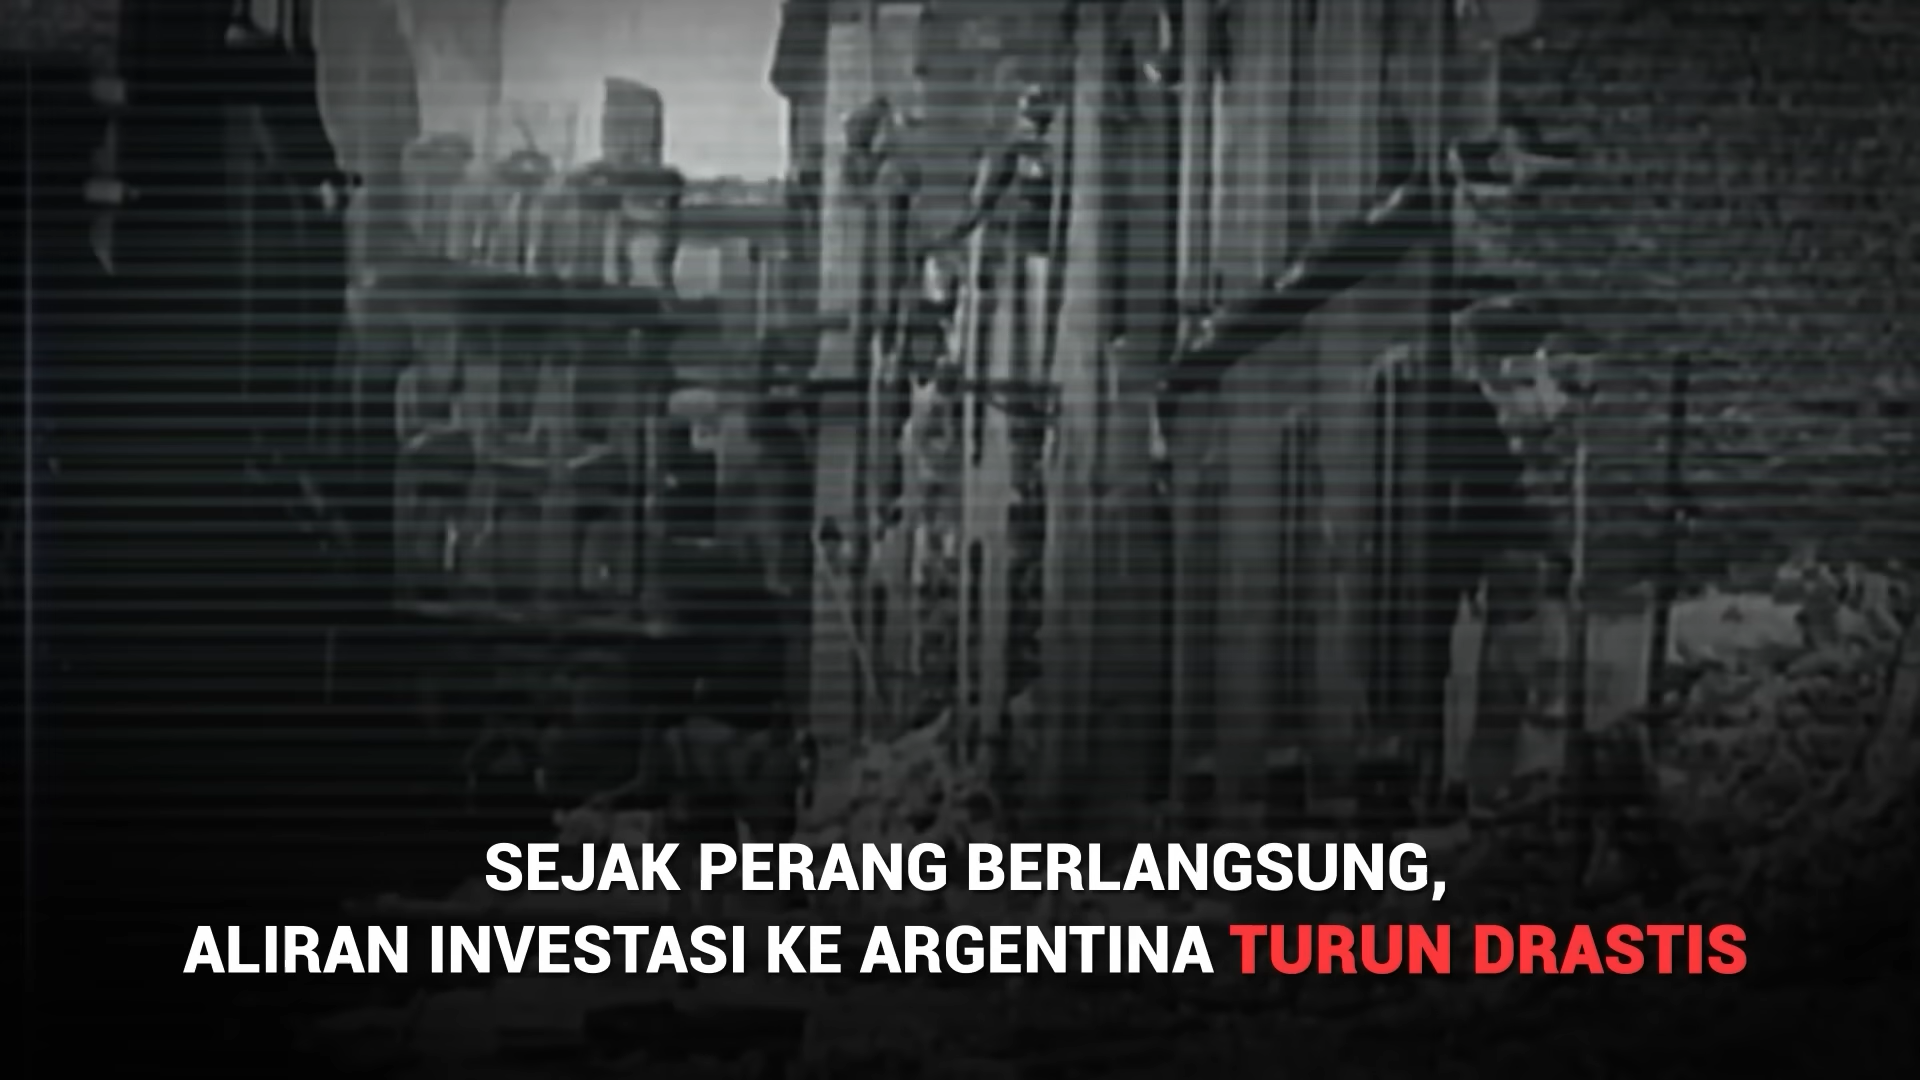 SEJAK PERANG BERLANGSUNG,
ALIRAN INVESTASI KE ARGENTINA TURUN DRASTIS